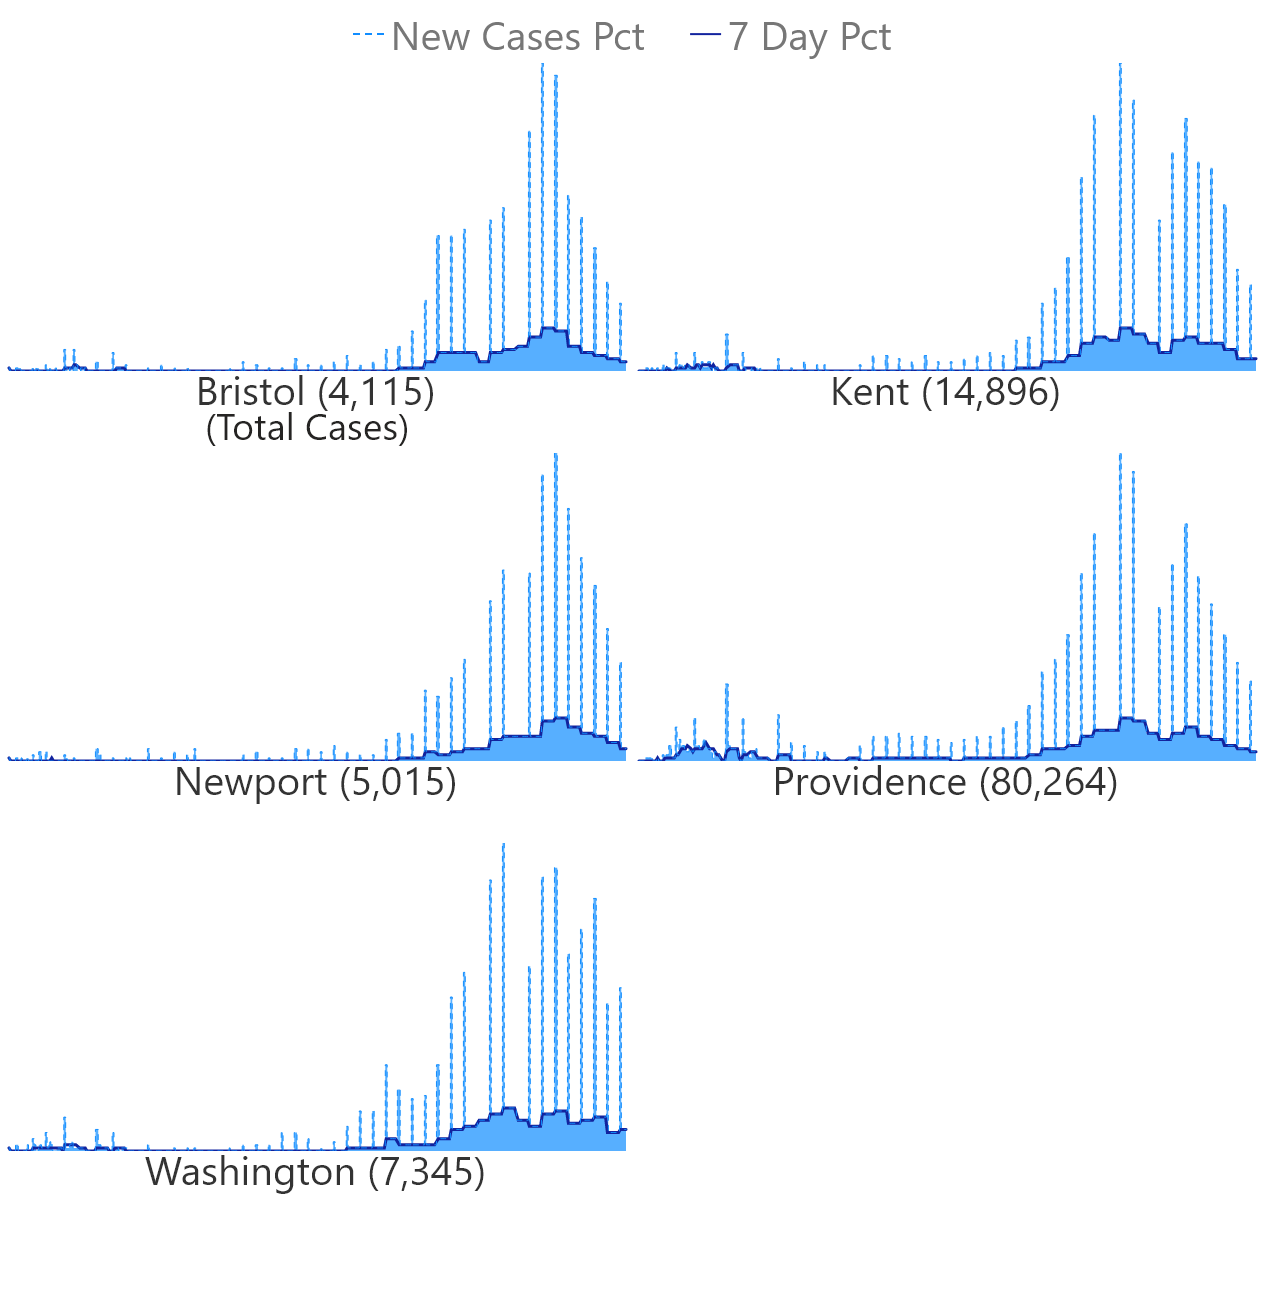 New Cases Pct 7 Day Pct
Bristol (4,115) Kent (14,896)
(Total Cases)
Newport (5,015) Providence (80,264)
Washington (7,345)